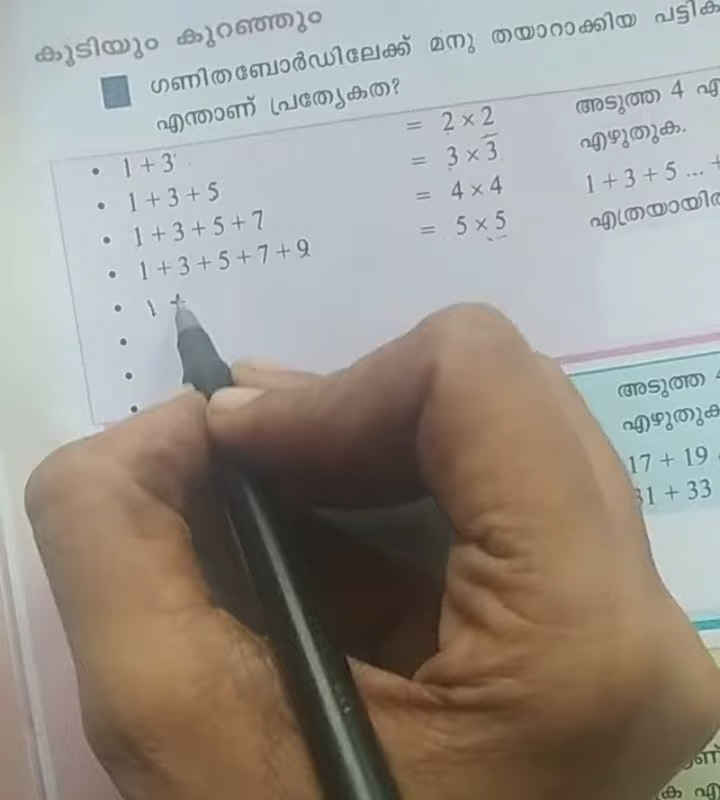 കൂടിയും കുറഞ്ഞും
ഗണിതബോർഡിലേക്ക് മനു തയാറാക്കിയ
എന്താണ് പ്രത്യേകത?
• 1 + 3 = 2 × 2
• 1 + 3 + 5 = 3 × 3
• 1 + 3 + 5 + 7 = 4 × 4
• 1 + 3 + 5 + 7 + 9 = 5 × 5
• 1 +
•
•
•
അടുത്ത 4
എഴുതുക.
1 + 3 + 5 ... +
അടുത്ത
17 + 19
31 + 33